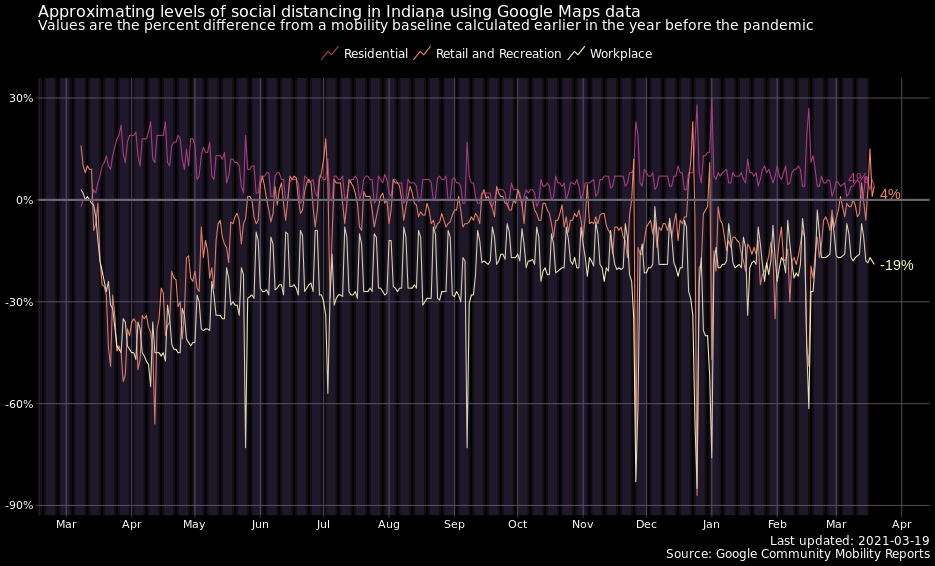 Approximating levels of social distancing in Indiana using Google Maps data
Values are the percent difference from a mobility baseline calculated earlier in the year before the pandemic
Residential Retail and Recreation Workplace
30%
0%
-30%
-60%
-90%
4%
4%
-19%
Mar Apr May Jun Jul Aug Sep Oct Nov Dec Jan Feb Mar Apr
Last updated: 2021-03-19
Source: Google Community Mobility Reports